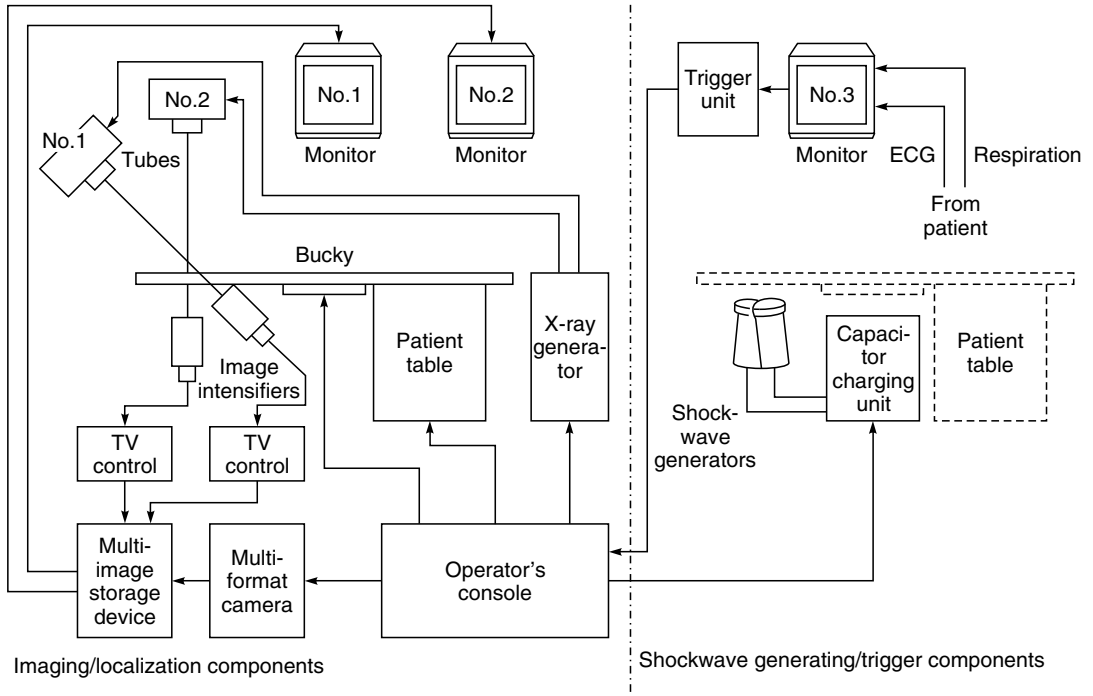 No.1
Tubes
No.2
No.1
Monitor
No.2
Monitor
Trigger
unit
No.3
Monitor
ECG
Respiration
From
patient
Bucky
Patient
table
X-ray
genera-
tor
Image
intensifiers
TV
control
TV
control
Shock-
wave
generators
Capaci-
tor
charging
unit
Patient
table
Multi-
image
storage
device
Multi-
format
camera
Operator’s
console
Imaging/localization components
Shockwave generating/trigger components